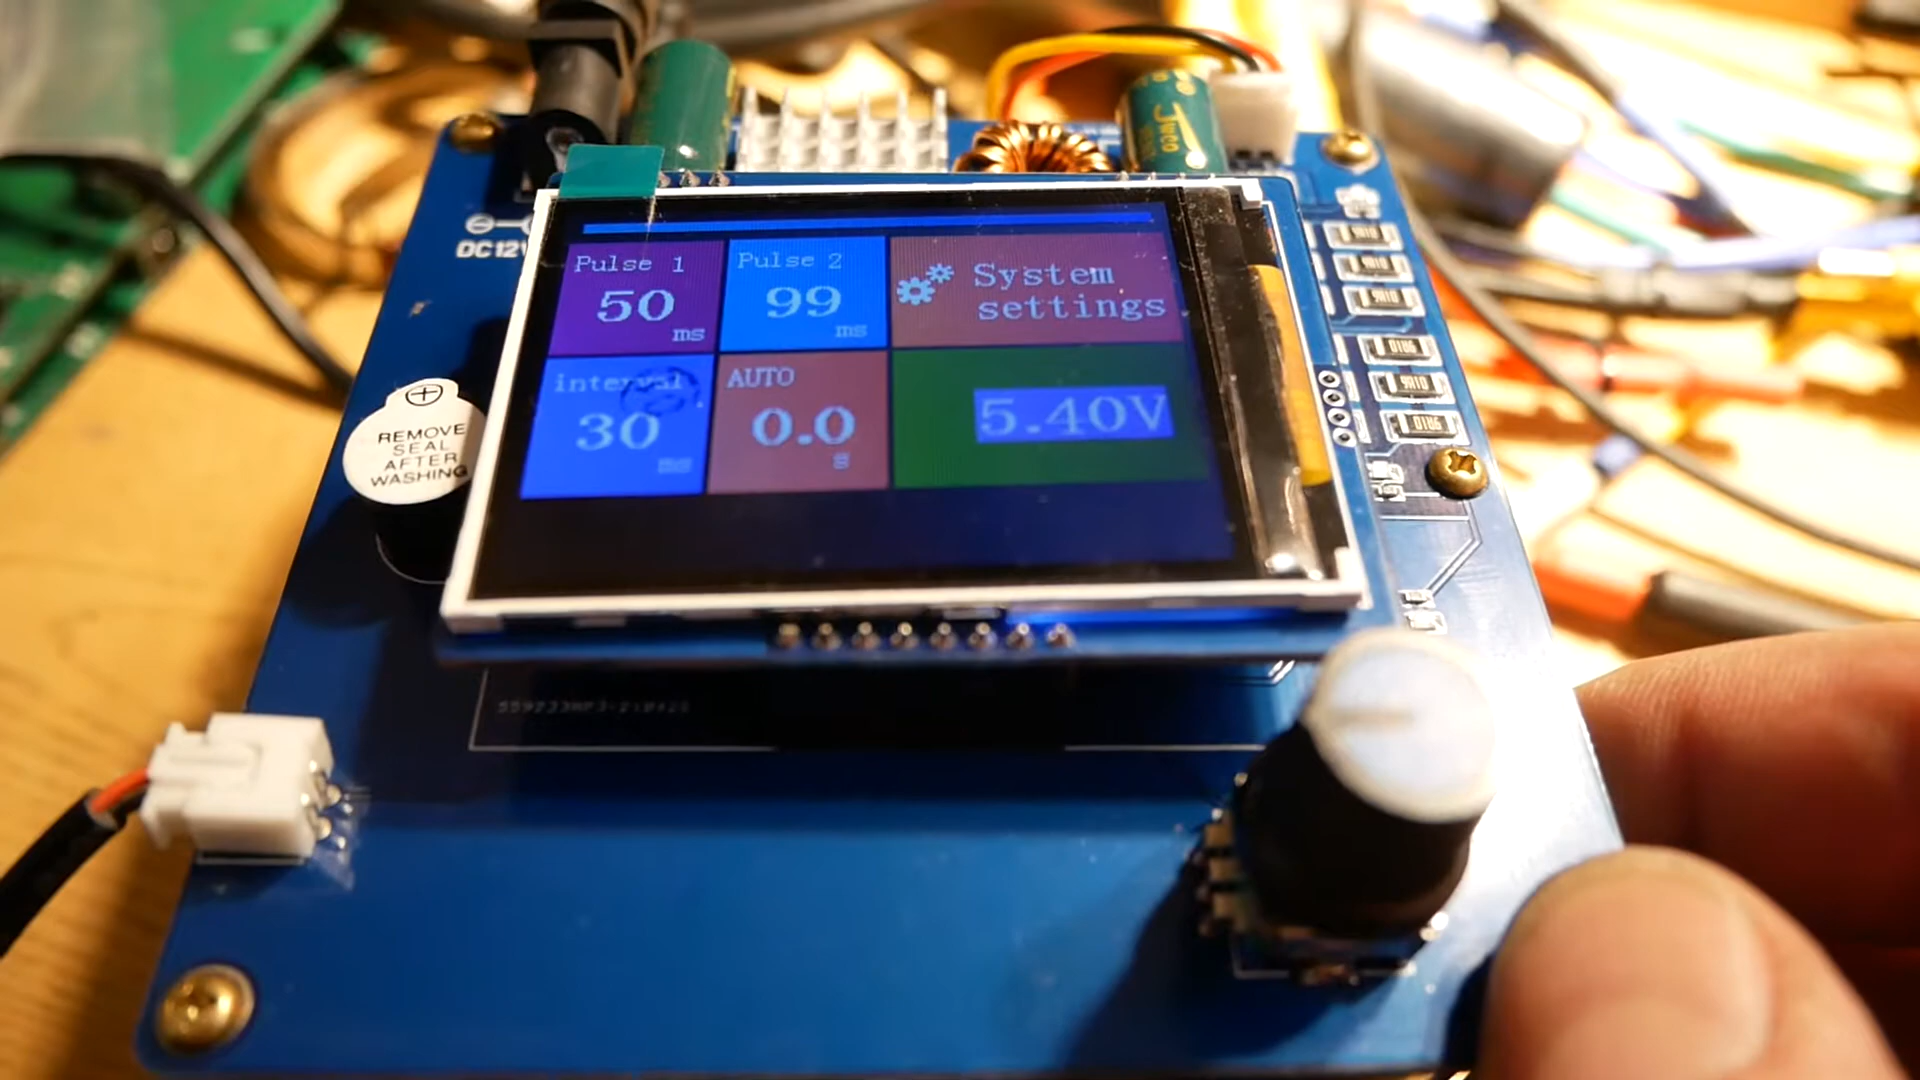 DC12V
Pulse 1
50
ms
Pulse 2
99
ms
System
settings
interval
30
ms
AUTO
0.0
s
5.40V
REMOVE
SEAL
AFTER
WASHING